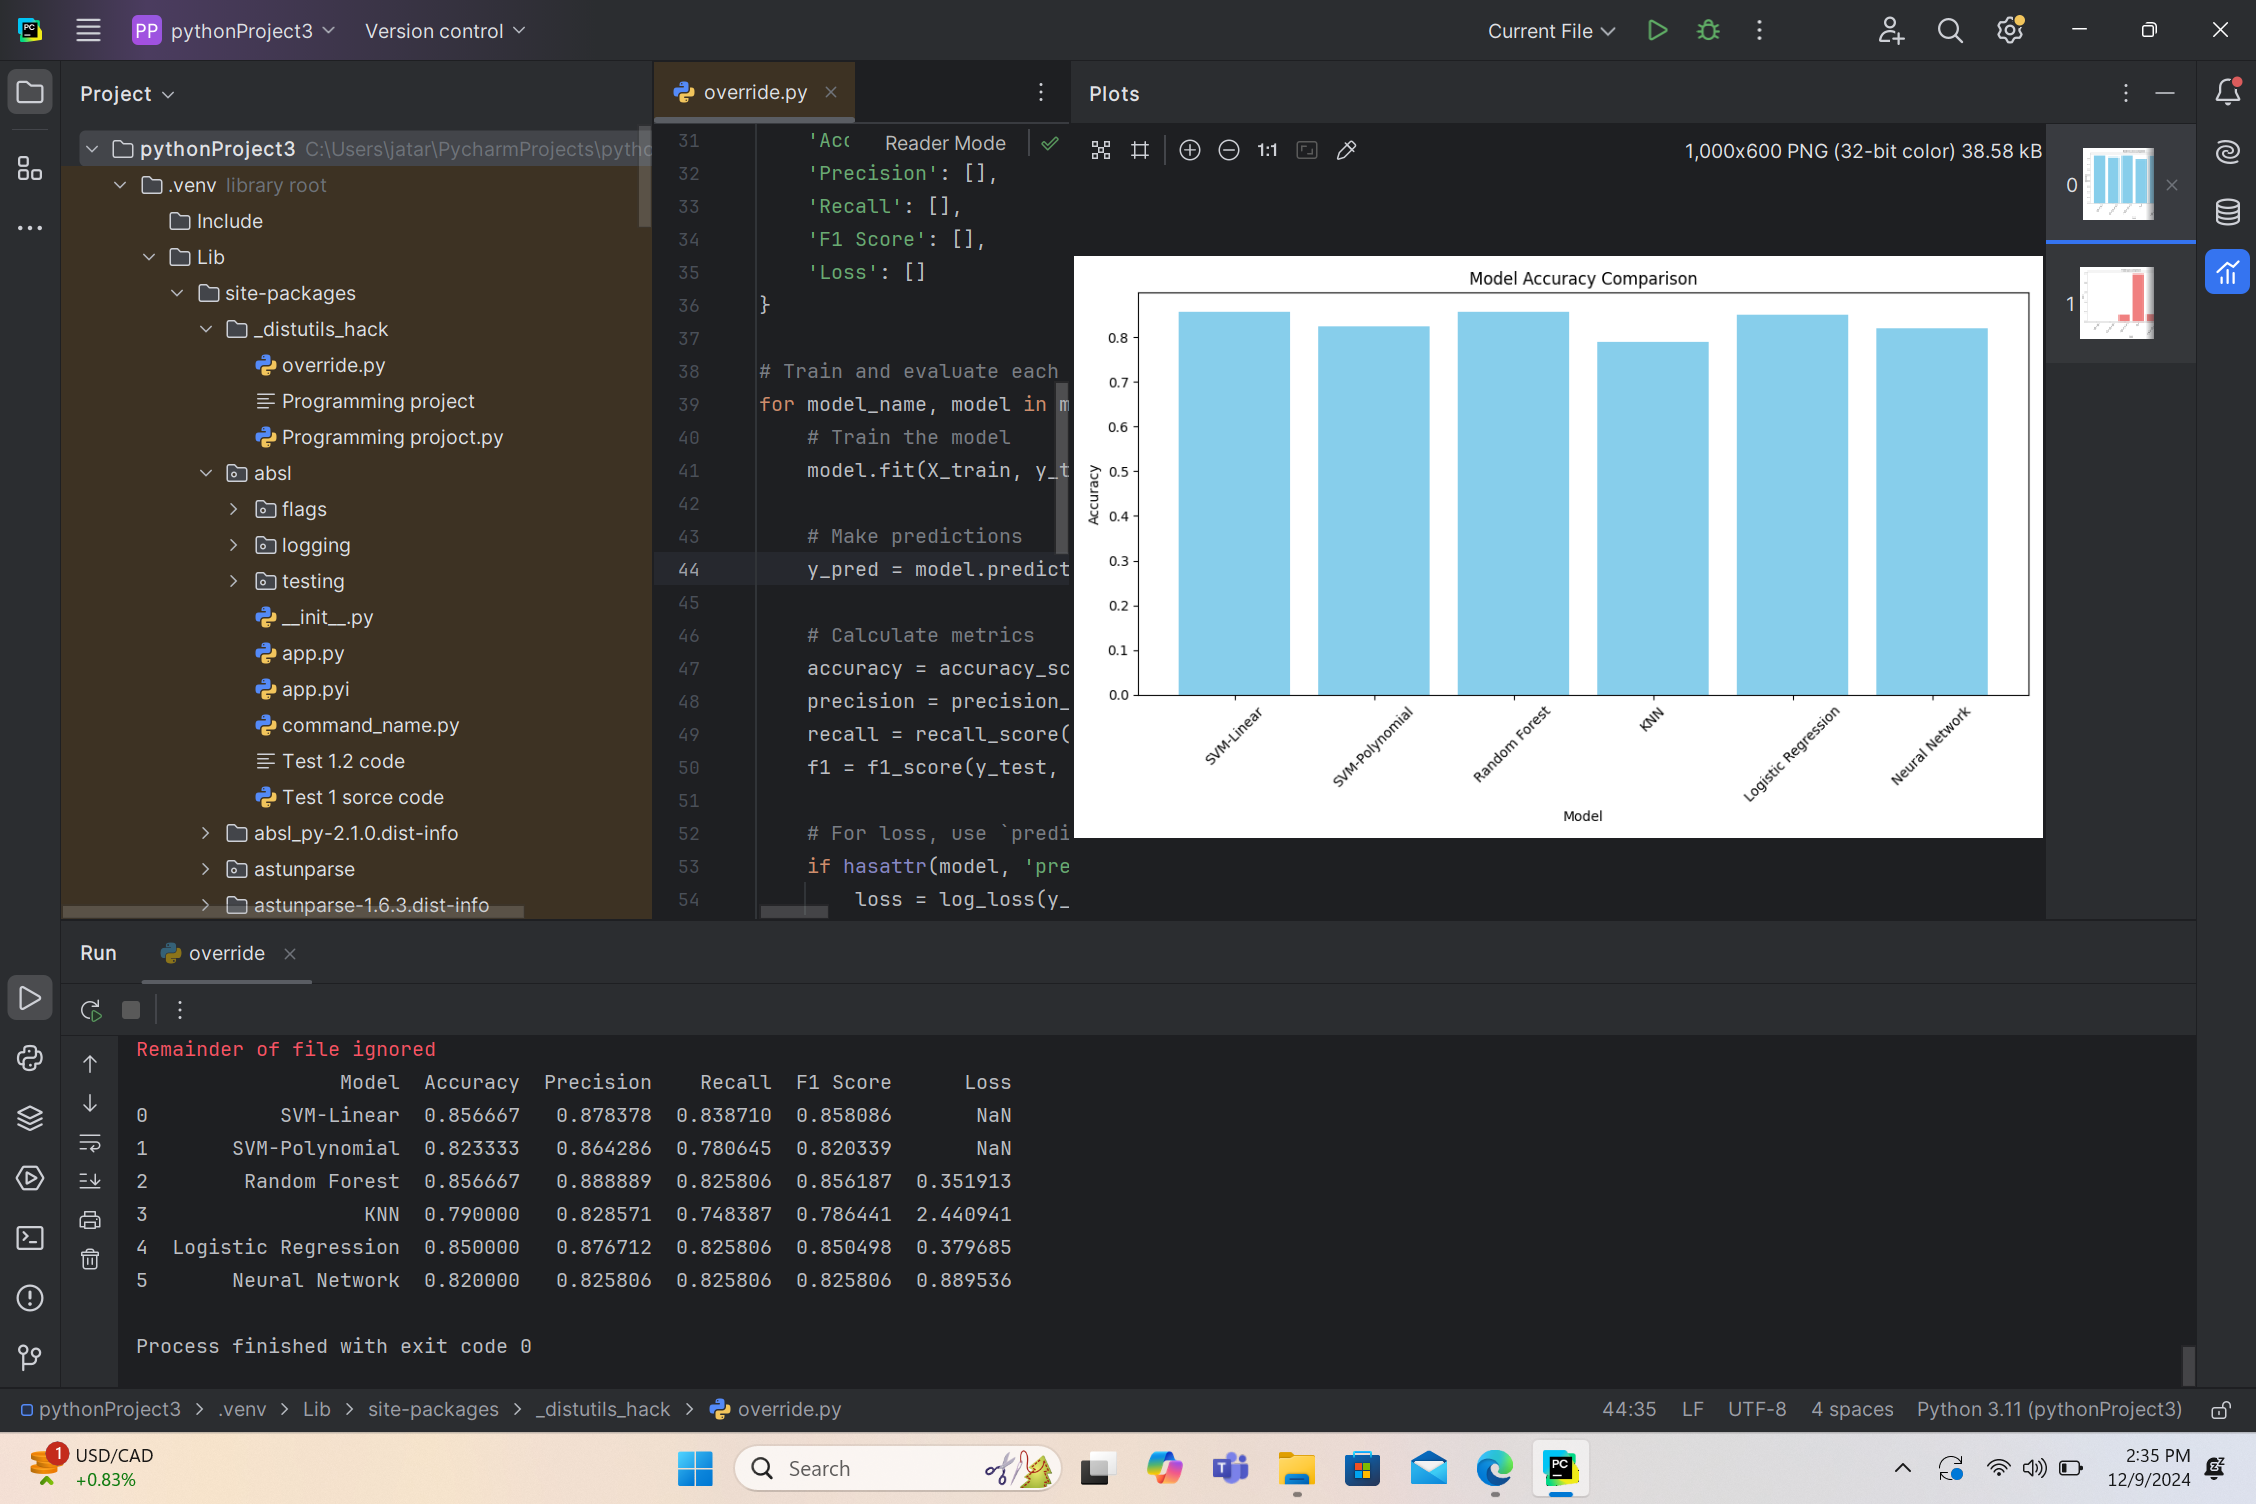 PC
PP pythonProject3 Version control Current File
Project
pythonProject3 C:\Users\jatar\PycharmProjects\pytho
.venv library root
Include
Lib
site-packages
_distutils_hack
override.py
Programming project
Programming projoct.py
absl
flags
logging
testing
__init__.py
app.py
app.pyi
command_name.py
Test 1.2 code
Test 1 sorce code
absl_py-2.1.0.dist-info
astunparse
astunparse-1.6.3.dist-info
override.py
Reader Mode
31 'Acc
32 'Precision': [],
33 'Recall': [],
34 'F1 Score': [],
35 'Loss': []
36 }
37
38 # Train and evaluate each
39 for model_name, model in m
40 # Train the model
41 model.fit(X_train, y_t
42
43 # Make predictions
44 y_pred = model.predict
45
46 # Calculate metrics
47 accuracy = accuracy_sc
48 precision = precision_
49 recall = recall_score(
50 f1 = f1_score(y_test,
51
52 # For loss, use `predi
53 if hasattr(model, 'pre
54 loss = log_loss(y_
Plots
1:1 1,000x600 PNG (32-bit color) 38.58 kB
0
1
Model Accuracy Comparison
Accuracy
0.8
0.7
0.6
0.5
0.4
0.3
0.2
0.1
0.0
SVM-Linear
SVM-Polynomial
Random Forest
KNN
Logistic Regression
Neural Network
Model
Run override
Remainder of file ignored
Model Accuracy Precision Recall F1 Score Loss
0 SVM-Linear 0.856667 0.878378 0.838710 0.858086 NaN
1 SVM-Polynomial 0.823333 0.864286 0.780645 0.820339 NaN
2 Random Forest 0.856667 0.888889 0.825806 0.856187 0.351913
3 KNN 0.790000 0.828571 0.748387 0.786441 2.440941
4 Logistic Regression 0.850000 0.876712 0.825806 0.850498 0.379685
5 Neural Network 0.820000 0.825806 0.825806 0.825806 0.889536
Process finished with exit code 0
pythonProject3 > .venv > Lib > site-packages > _distutils_hack > override.py
44:35 LF UTF-8 4 spaces Python 3.11 (pythonProject3)
1
USD/CAD
+0.83%
Search
PC
2:35 PM
12/9/2024